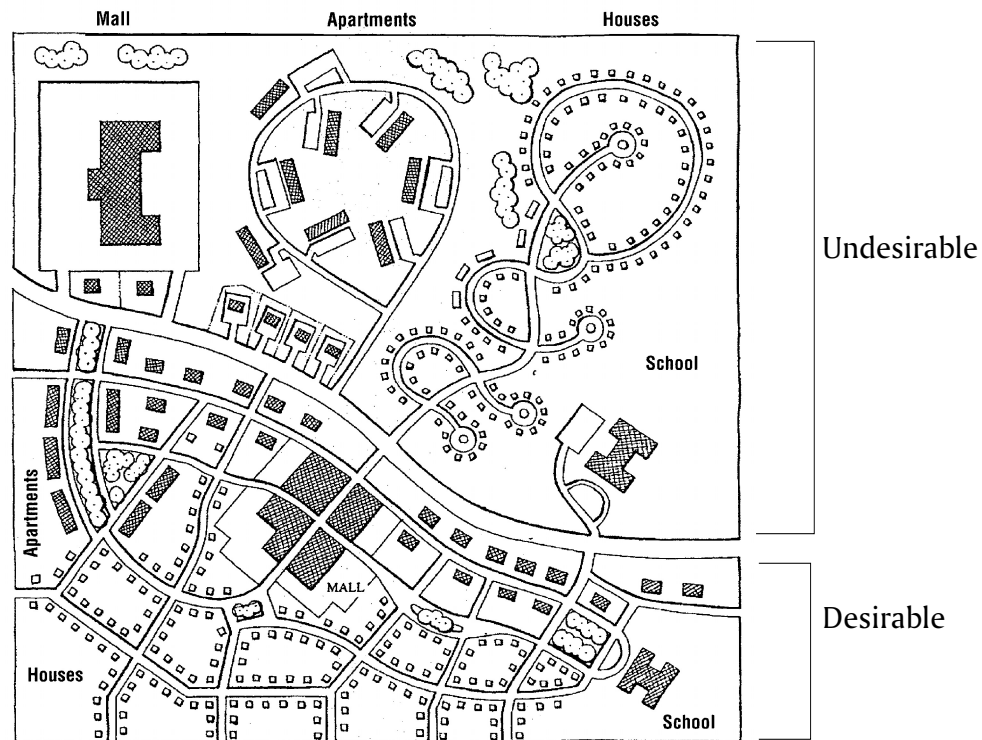 Mall
Apartments
Houses
Undesirable
School
Apartments
MALL
Desirable
Houses
School